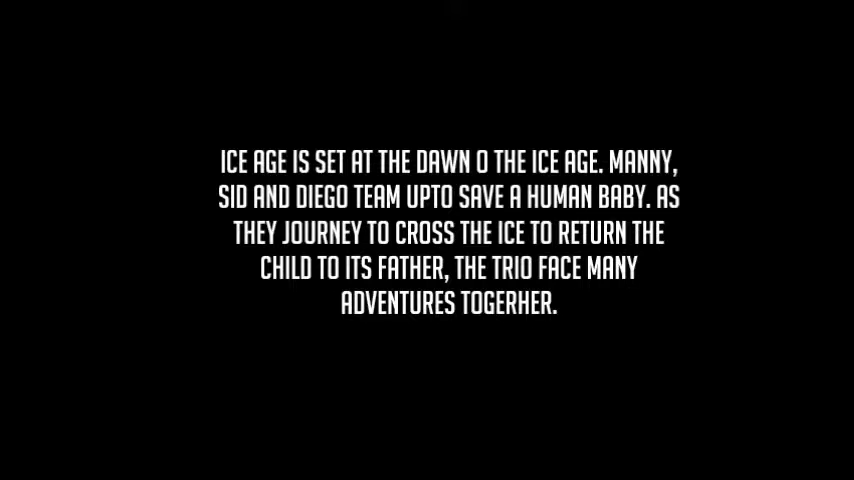 ICE AGE IS SET AT THE DAWN O THE ICE AGE. MANNY,
SID AND DIEGO TEAM UPTO SAVE A HUMAN BABY. AS
THEY JOURNEY TO CROSS THE ICE TO RETURN THE
CHILD TO ITS FATHER, THE TRIO FACE MANY
ADVENTURES TOGERHER.